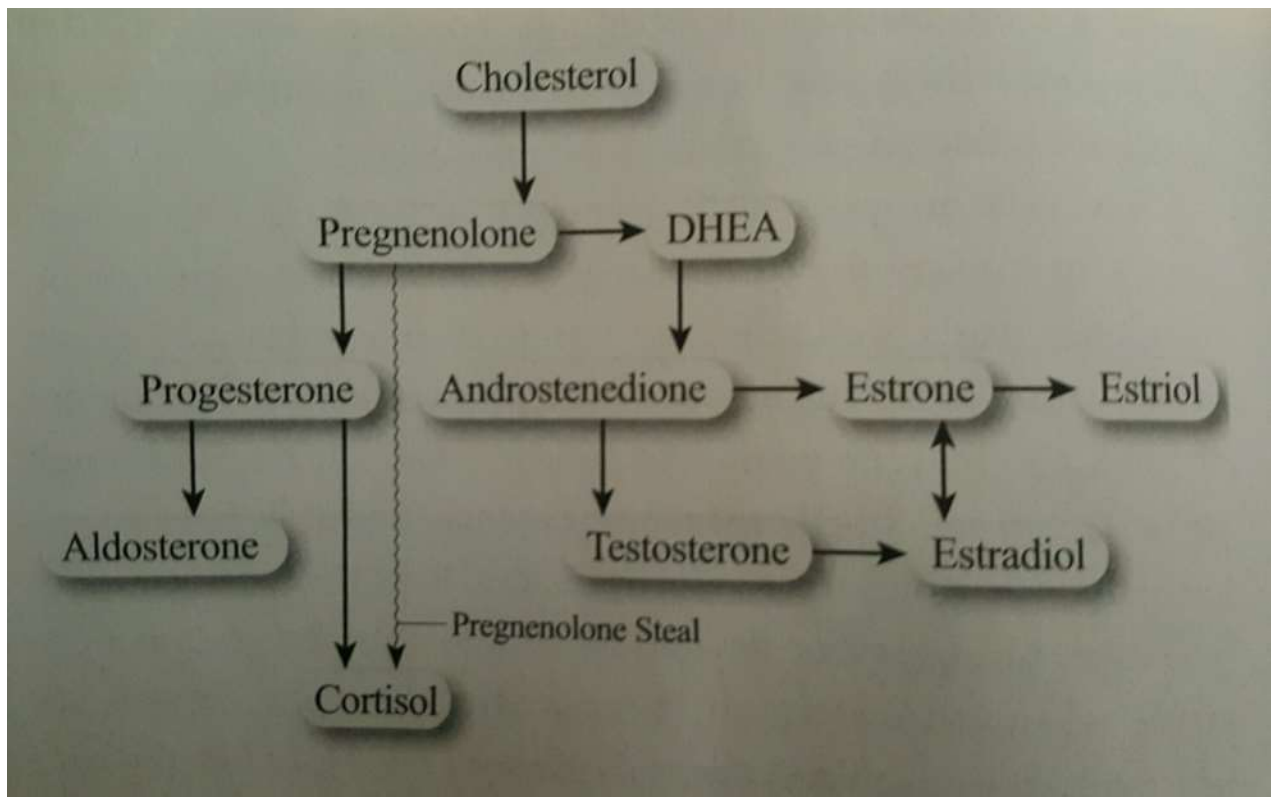 Cholesterol
Pregnenolone
DHEA
Progesterone
Androstenedione
Estrone
Estriol
Aldosterone
Testosterone
Estradiol
Pregnenolone Steal
Cortisol